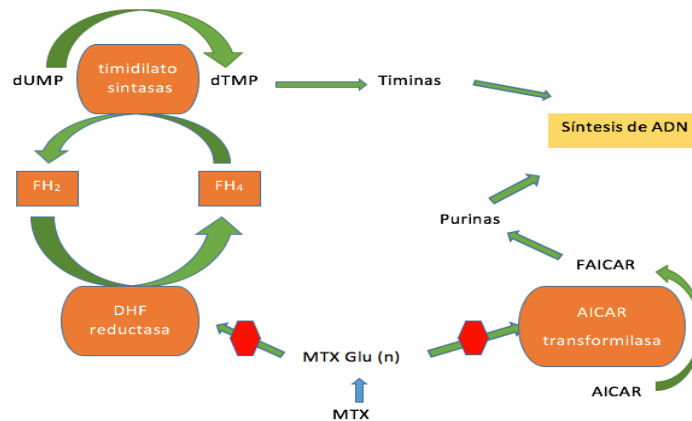 timidilato
sintasas
dUMP
dTMP
Timinas
Síntesis de ADN
FH₂
FH₄
Purinas
FAICAR
DHF
reductasa
AICAR
transformilasa
MTX Glu (n)
AICAR
MTX